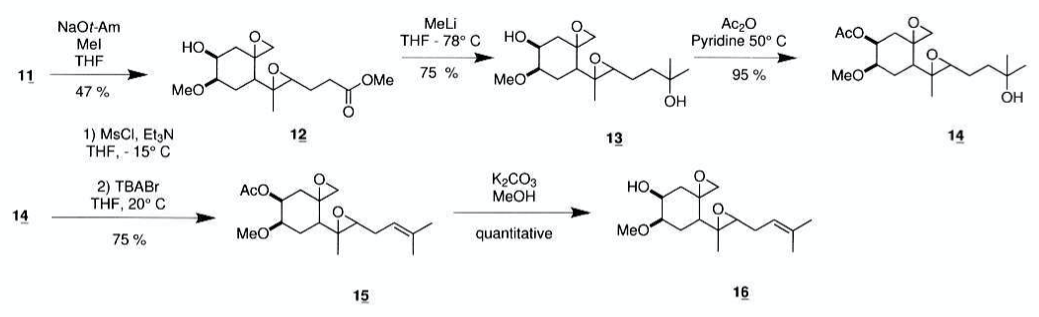 NaOt-Am
MeI
THF
11
47 %
HO
O
MeO
O
OMe
O
12
MeLi
THF - 78° C
75 %
HO
O
MeO
O
OH
13
Ac2O
Pyridine 50° C
95 %
AcO
O
MeO
O
OH
14
1) MsCl, Et3N
THF, - 15° C
2) TBABr
THF, 20° C
14
75 %
AcO
O
MeO
O
15
K2CO3
MeOH
quantitative
HO
O
MeO
O
16